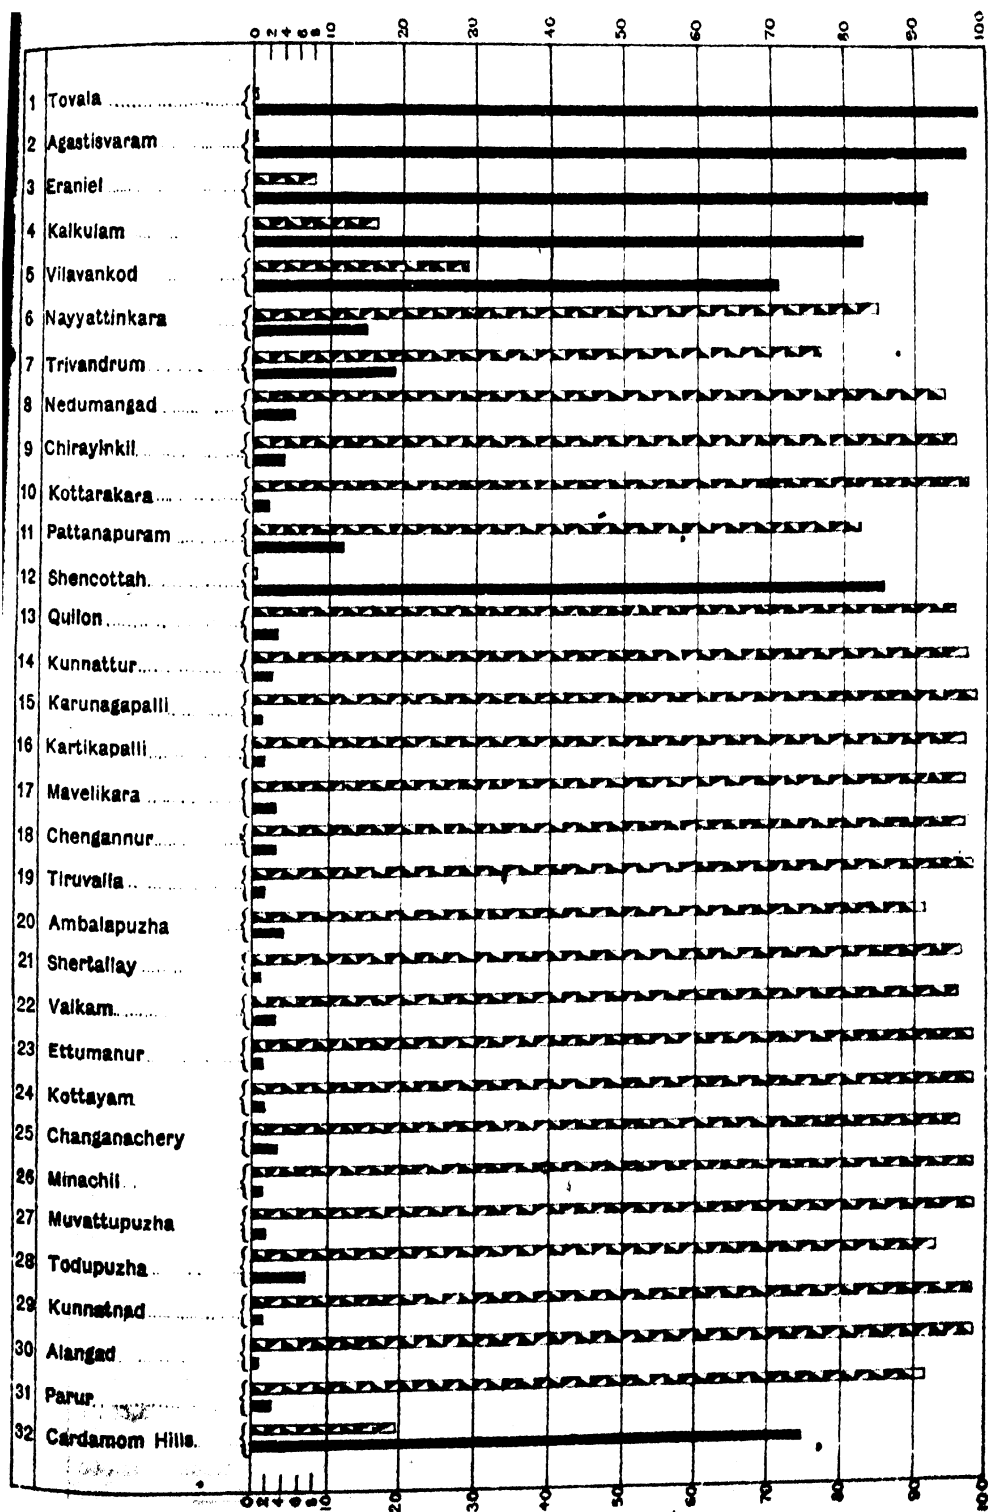 0 2 4 6 8 10 20 30 40 50 60 70 80 90 100
1 Tovala
2 Agastisvaram
3 Eraniel
4 Kalkulam
5 Vilavankod
6 Nayyattinkara
7 Trivandrum
8 Nedumangad
9 Chirayinkil
10 Kottarakara
11 Pattanapuram
12 Shencottah
13 Quilon
14 Kunnattur
15 Karunagapalli
16 Kartikapalli
17 Mavelikara
18 Chengannur
19 Tiruvalla
20 Ambalapuzha
21 Shertallay
22 Vaikam
23 Ettumanur
24 Kottayam
25 Changanachery
26 Minachil
27 Muvattupuzha
28 Todupuzha
29 Kunnatnad
30 Alangad
31 Parur
32 Cardamom Hills.
0 2 4 6 8 10 20 30 40 50 60 70 80 90 100